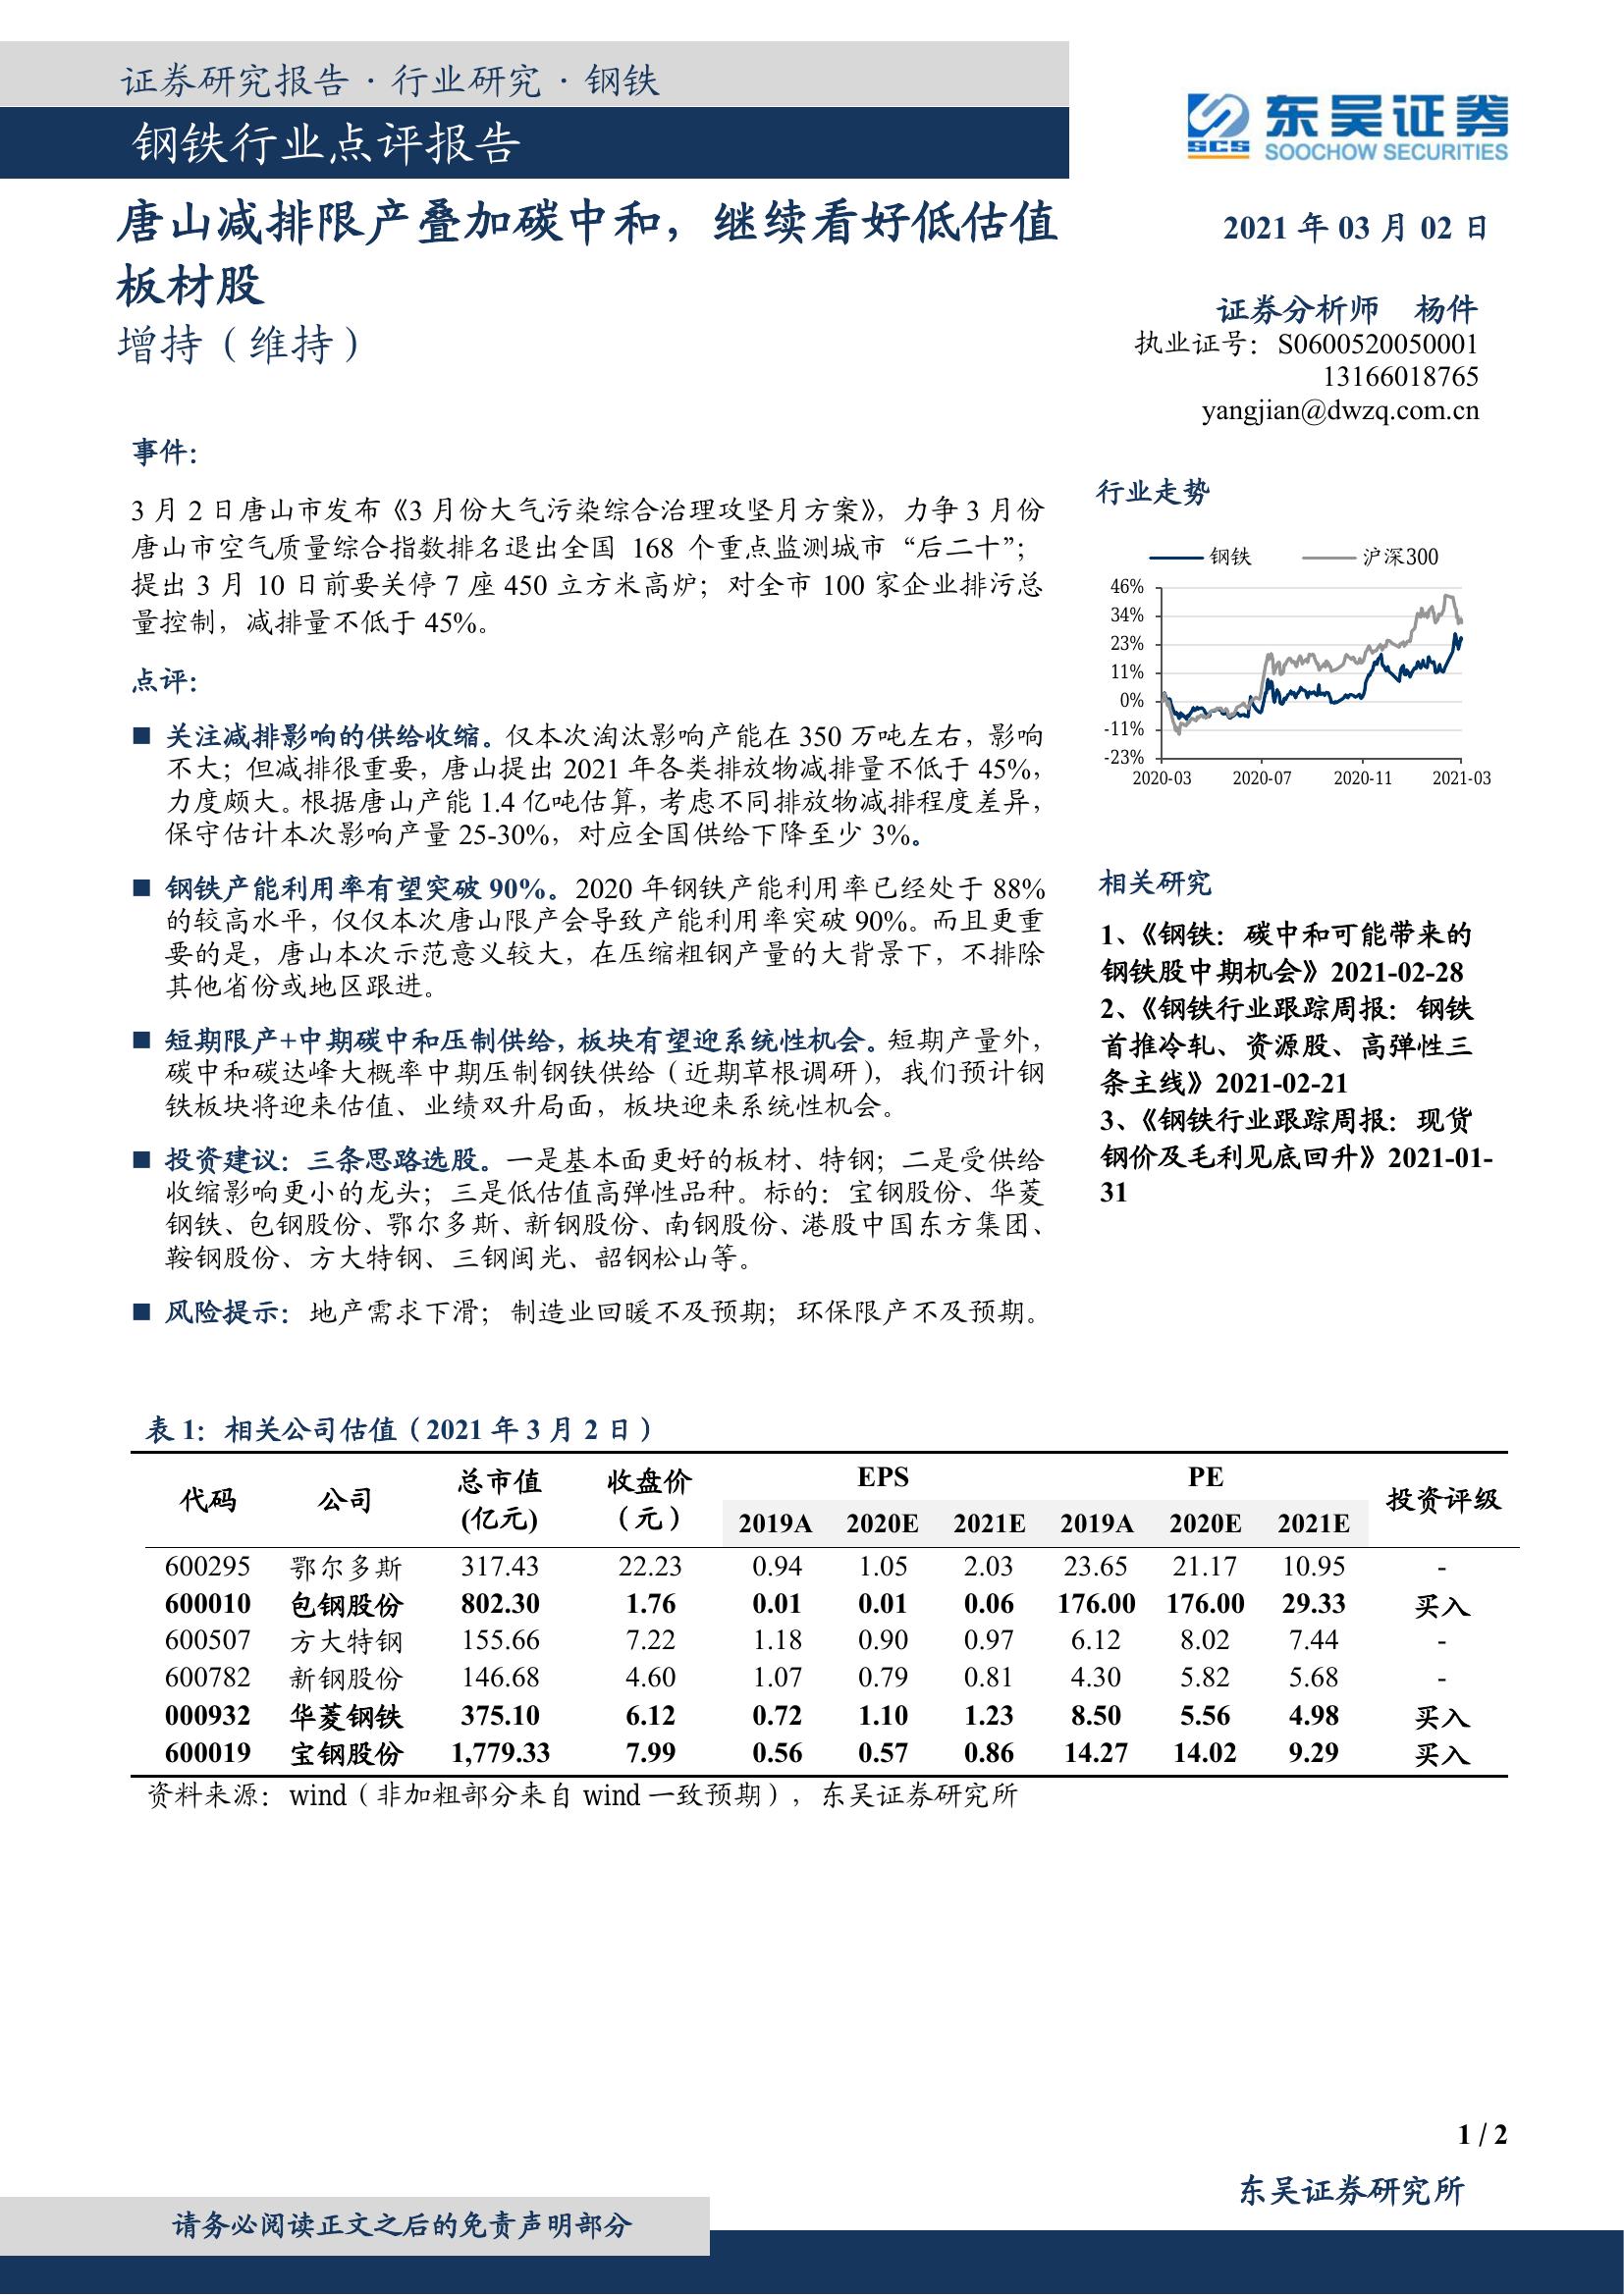 证券研究报告·行业研究·钢铁
钢铁行业点评报告
东吴证券
SCS
SOOCHOW SECURITIES
唐山减排限产叠加碳中和，继续看好低估值
板材股
增持（维持）
2021 年 03 月 02 日
证券分析师 杨件
执业证号：S0600520050001
13166018765
yangjian@dwzq.com.cn
事件：
3 月 2 日唐山市发布《3 月份大气污染综合治理攻坚月方案》，力争 3 月份
唐山市空气质量综合指数排名退出全国 168 个重点监测城市“后二十”；
提出 3 月 10 日前要关停 7 座 450 立方米高炉；对全市 100 家企业排污总
量控制，减排量不低于 45%。
点评：
■ 关注减排影响的供给收缩。仅本次淘汰影响产能在 350 万吨左右，影响
不大；但减排很重要，唐山提出 2021 年各类排放物减排量不低于 45%，
力度颇大。根据唐山产能 1.4 亿吨估算，考虑不同排放物减排程度差异，
保守估计本次影响产量 25-30%，对应全国供给下降至少 3%。
■ 钢铁产能利用率有望突破 90%。2020 年钢铁产能利用率已经处于 88%
的较高水平，仅仅本次唐山限产会导致产能利用率突破 90%。而且更重
要的是，唐山本次示范意义较大，在压缩粗钢产量的大背景下，不排除
其他省份或地区跟进。
■ 短期限产+中期碳中和压制供给，板块有望迎系统性机会。短期产量外，
碳中和碳达峰大概率中期压制钢铁供给（近期草根调研），我们预计钢
铁板块将迎来估值、业绩双升局面，板块迎来系统性机会。
■ 投资建议：三条思路选股。一是基本面更好的板材、特钢；二是受供给
收缩影响更小的龙头；三是低估值高弹性品种。标的：宝钢股份、华菱
钢铁、包钢股份、鄂尔多斯、新钢股份、南钢股份、港股中国东方集团、
鞍钢股份、方大特钢、三钢闽光、韶钢松山等。
■ 风险提示：地产需求下滑；制造业回暖不及预期；环保限产不及预期。
行业走势
钢铁 沪深300
46%
34%
23%
11%
0%
-11%
-23%
2020-03 2020-07 2020-11 2021-03
相关研究
1、《钢铁：碳中和可能带来的
钢铁股中期机会》2021-02-28
2、《钢铁行业跟踪周报：钢铁
首推冷轧、资源股、高弹性三
条主线》2021-02-21
3、《钢铁行业跟踪周报：现货
钢价及毛利见底回升》2021-01-
31
表 1：相关公司估值（2021 年 3 月 2 日）
代码 公司 总市值 (亿元) 收盘价 （元） EPS PE 投资评级
2019A 2020E 2021E 2019A 2020E 2021E
600295 鄂尔多斯 317.43 22.23 0.94 1.05 2.03 23.65 21.17 10.95 -
600010 包钢股份 802.30 1.76 0.01 0.01 0.06 176.00 176.00 29.33 买入
600507 方大特钢 155.66 7.22 1.18 0.90 0.97 6.12 8.02 7.44 -
600782 新钢股份 146.68 4.60 1.07 0.79 0.81 4.30 5.82 5.68 -
000932 华菱钢铁 375.10 6.12 0.72 1.10 1.23 8.50 5.56 4.98 买入
600019 宝钢股份 1,779.33 7.99 0.56 0.57 0.86 14.27 14.02 9.29 买入
资料来源：wind（非加粗部分来自 wind 一致预期），东吴证券研究所
1 / 2
东吴证券研究所
请务必阅读正文之后的免责声明部分